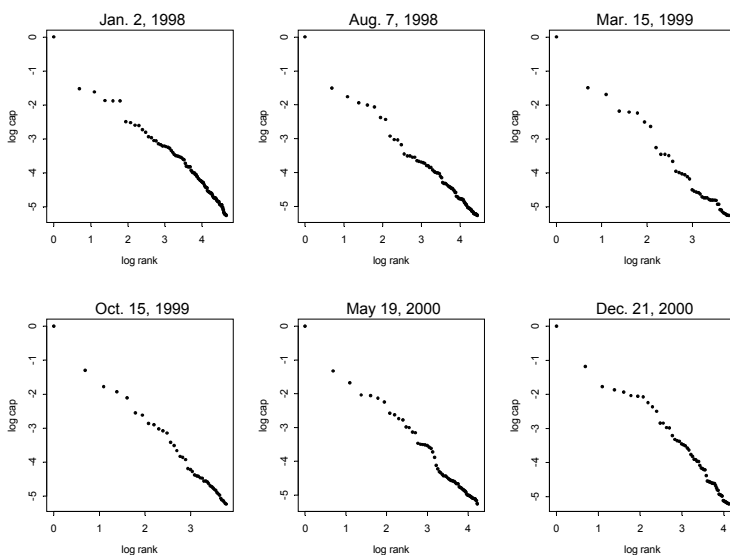 Jan. 2, 1998
Aug. 7, 1998
Mar. 15, 1999
log cap
0
-1
-2
-3
-4
-5
0 1 2 3 4
log rank
log cap
0
-1
-2
-3
-4
-5
0 1 2 3 4
log rank
log cap
0
-1
-2
-3
-4
-5
0 1 2 3
log rank
Oct. 15, 1999
May 19, 2000
Dec. 21, 2000
log cap
0
-1
-2
-3
-4
-5
0 1 2 3
log rank
log cap
0
-1
-2
-3
-4
-5
0 1 2 3 4
log rank
log cap
0
-1
-2
-3
-4
-5
0 1 2 3 4
log rank